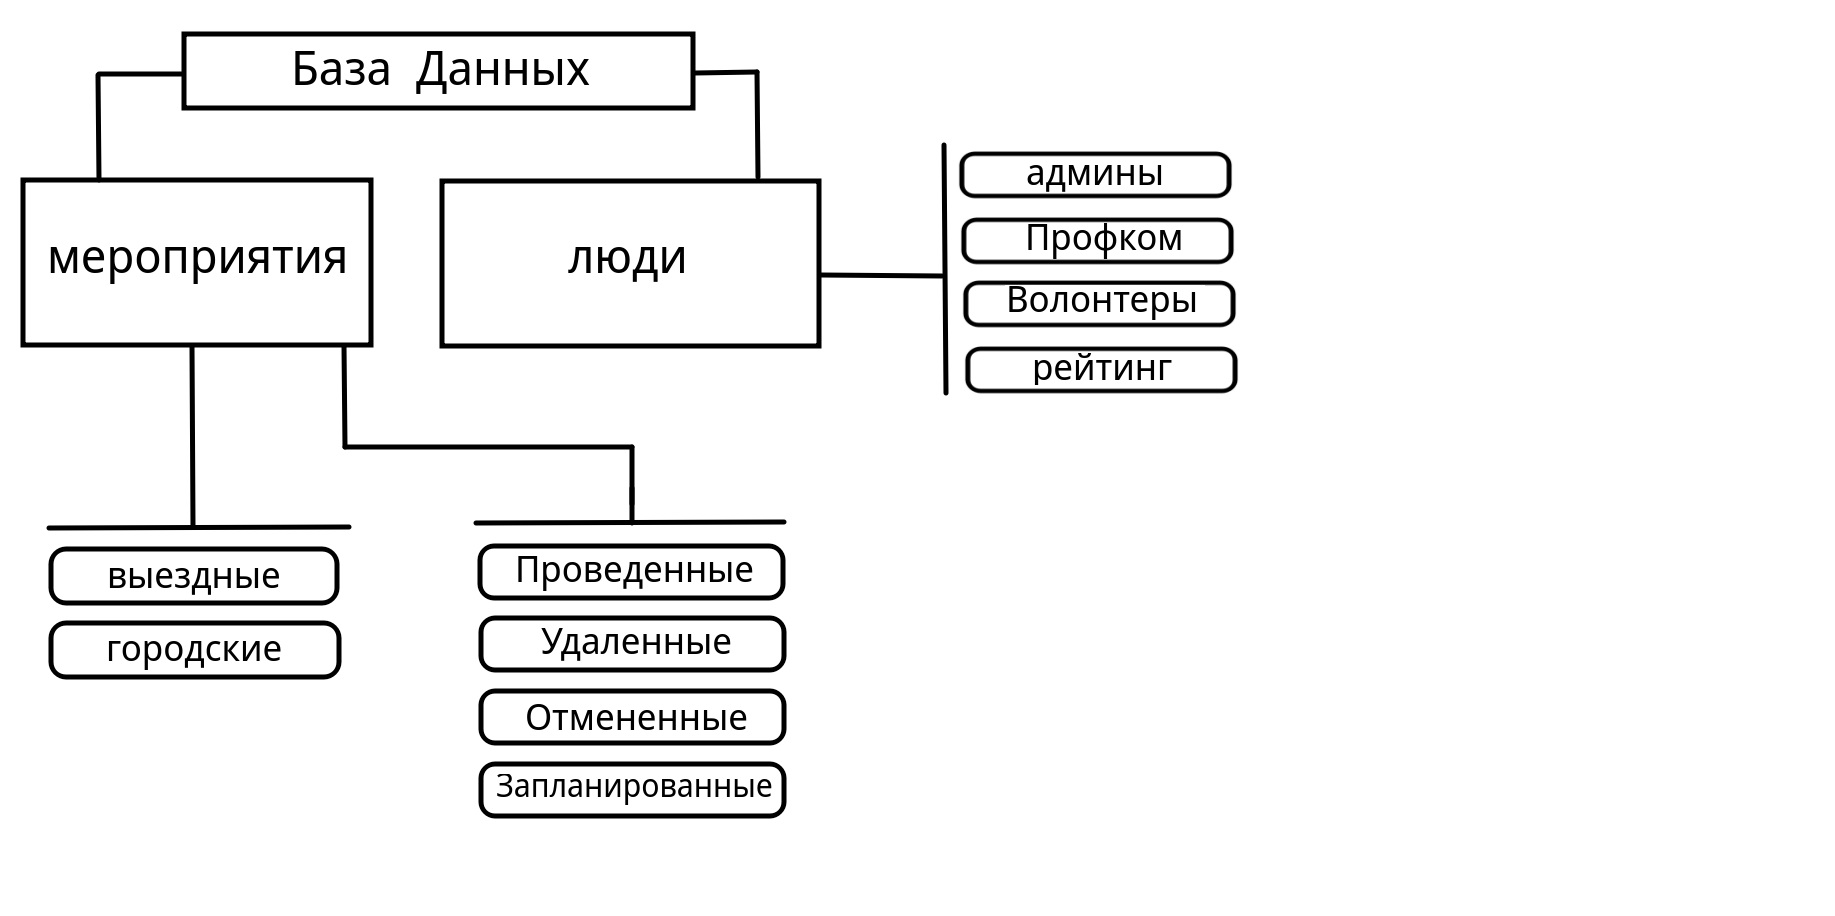 База Данных
мероприятия
люди
админы
Профком
Волонтеры
рейтинг
выездные
городские
Проведенные
Удаленные
Отмененные
Запланированные